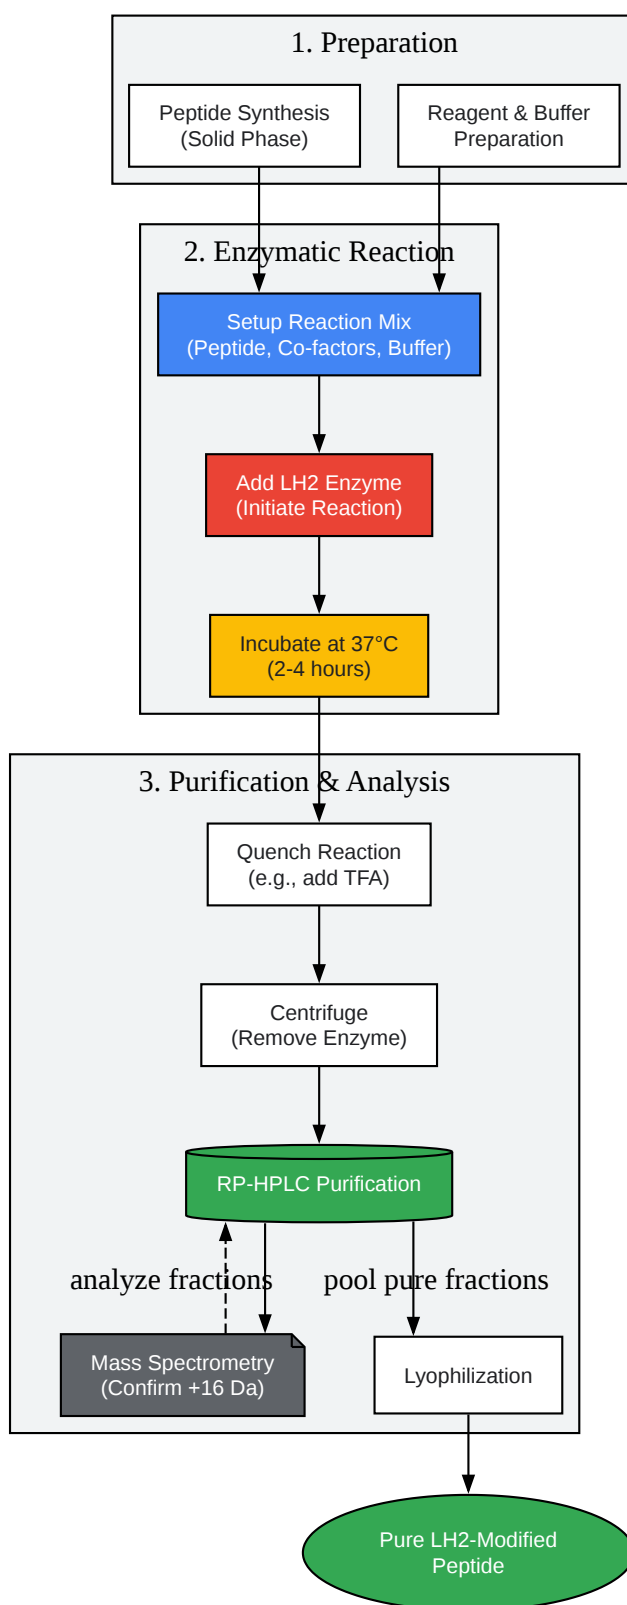 1. Preparation
Peptide Synthesis
(Solid Phase)
Reagent & Buffer
Preparation
2. Enzymatic Reaction
Setup Reaction Mix
(Peptide, Co-factors, Buffer)
Add LH2 Enzyme
(Initiate Reaction)
Incubate at 37°C
(2-4 hours)
3. Purification & Analysis
Quench Reaction
(e.g., add TFA)
Centrifuge
(Remove Enzyme)
RP-HPLC Purification
analyze fractions
pool pure fractions
Mass Spectrometry
(Confirm +16 Da)
Lyophilization
Pure LH2-Modified
Peptide